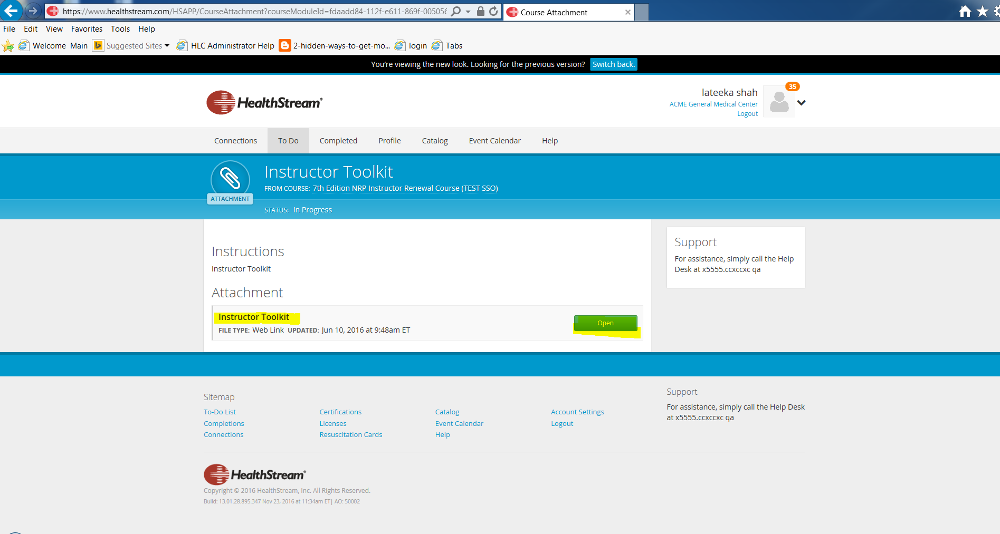 https://www.healthstream.com/HSAPP/CourseAttachment?courseModuleId=fdaadd84-112f-e611-869f-005056
Course Attachment
File Edit View Favorites Tools Help
Welcome Main Suggested Sites HLC Administrator Help 2-hidden-ways-to-get-mo... login Tabs
You're viewing the new look. Looking for the previous version? Switch back.
HealthStream®
35
lateeka shah
ACME General Medical Center
Logout
Connections To Do Completed Profile Catalog Event Calendar Help
Instructor Toolkit
FROM COURSE: 7th Edition NRP Instructor Renewal Course (TEST SSO)
ATTACHMENT
STATUS: In Progress
Instructions
Instructor Toolkit
Attachment
Instructor Toolkit
FILE TYPE: Web Link UPDATED: Jun 10, 2016 at 9:48am ET
Open
Support
For assistance, simply call the Help
Desk at x5555.ccxccxc qa
Sitemap
To-Do List Certifications Catalog Account Settings
Completions Licenses Event Calendar Logout
Connections Resuscitation Cards Help
Support
For assistance, simply call the Help Desk
at x5555.ccxccxc qa
HealthStream®
Copyright © 2016 HealthStream, Inc. All Rights Reserved.
Build: 13.01.28.895.347 Nov 23, 2016 at 11:34am ET| AO: 50002